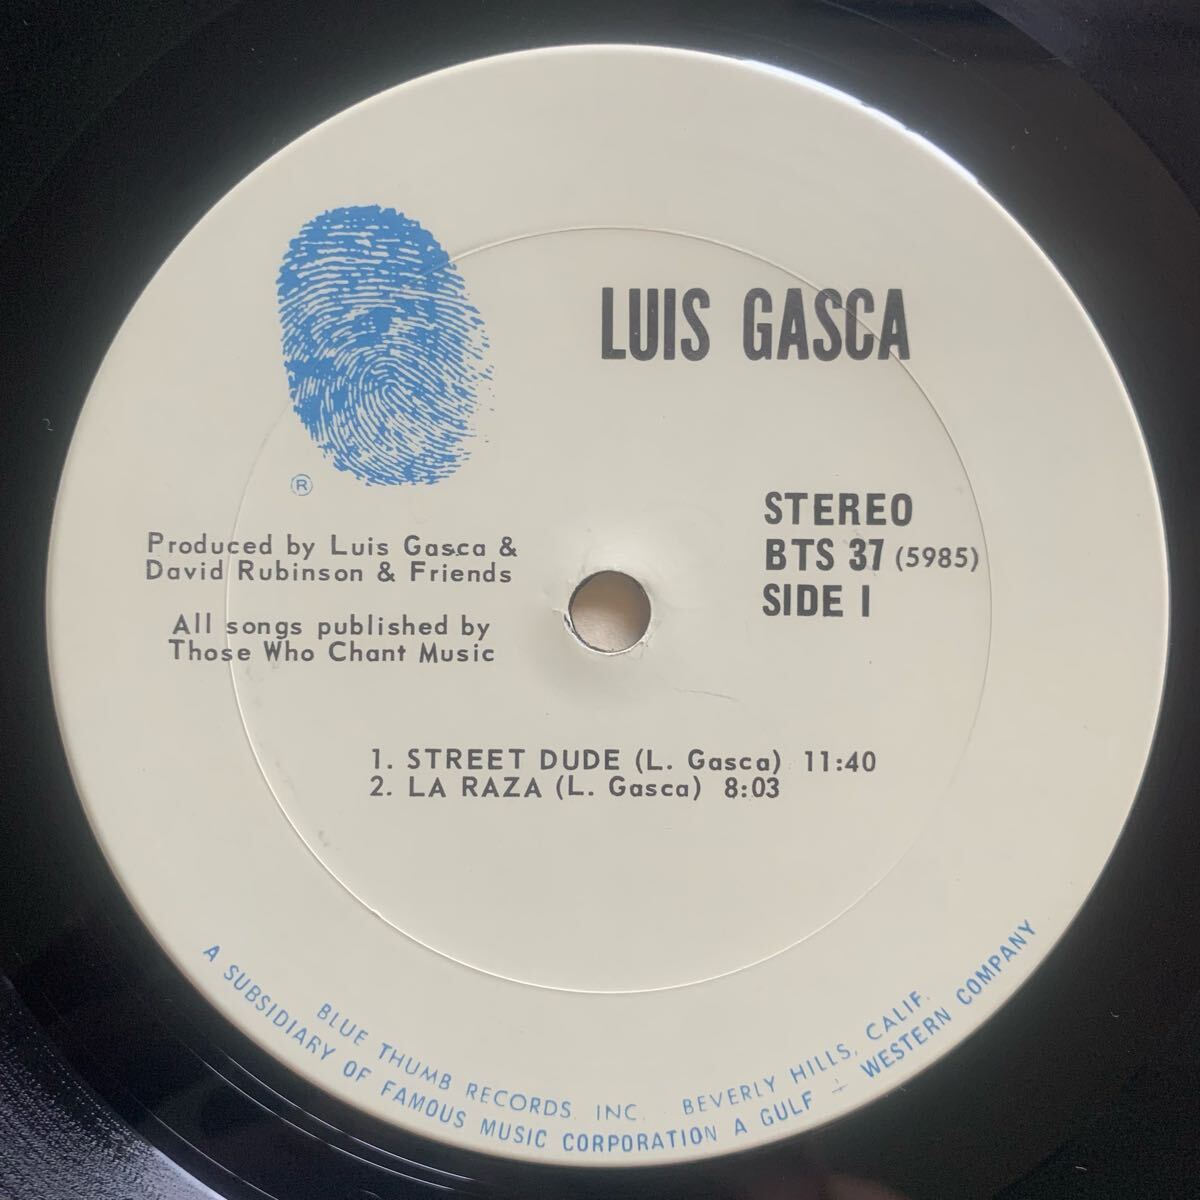 LUIS GASCA
®
STEREO
BTS 37 (5985)
SIDE 1
Produced by Luis Gasca &
David Rubinson & Friends
All songs published by
Those Who Chant Music
1. STREET DUDE (L. Gasca) 11:40
2. LA RAZA (L. Gasca) 8:03
BLUE THUMB RECORDS, INC. BEVERLY HILLS, CALIF.
A SUBSIDIARY OF FAMOUS MUSIC CORPORATION A GULF + WESTERN COMPANY